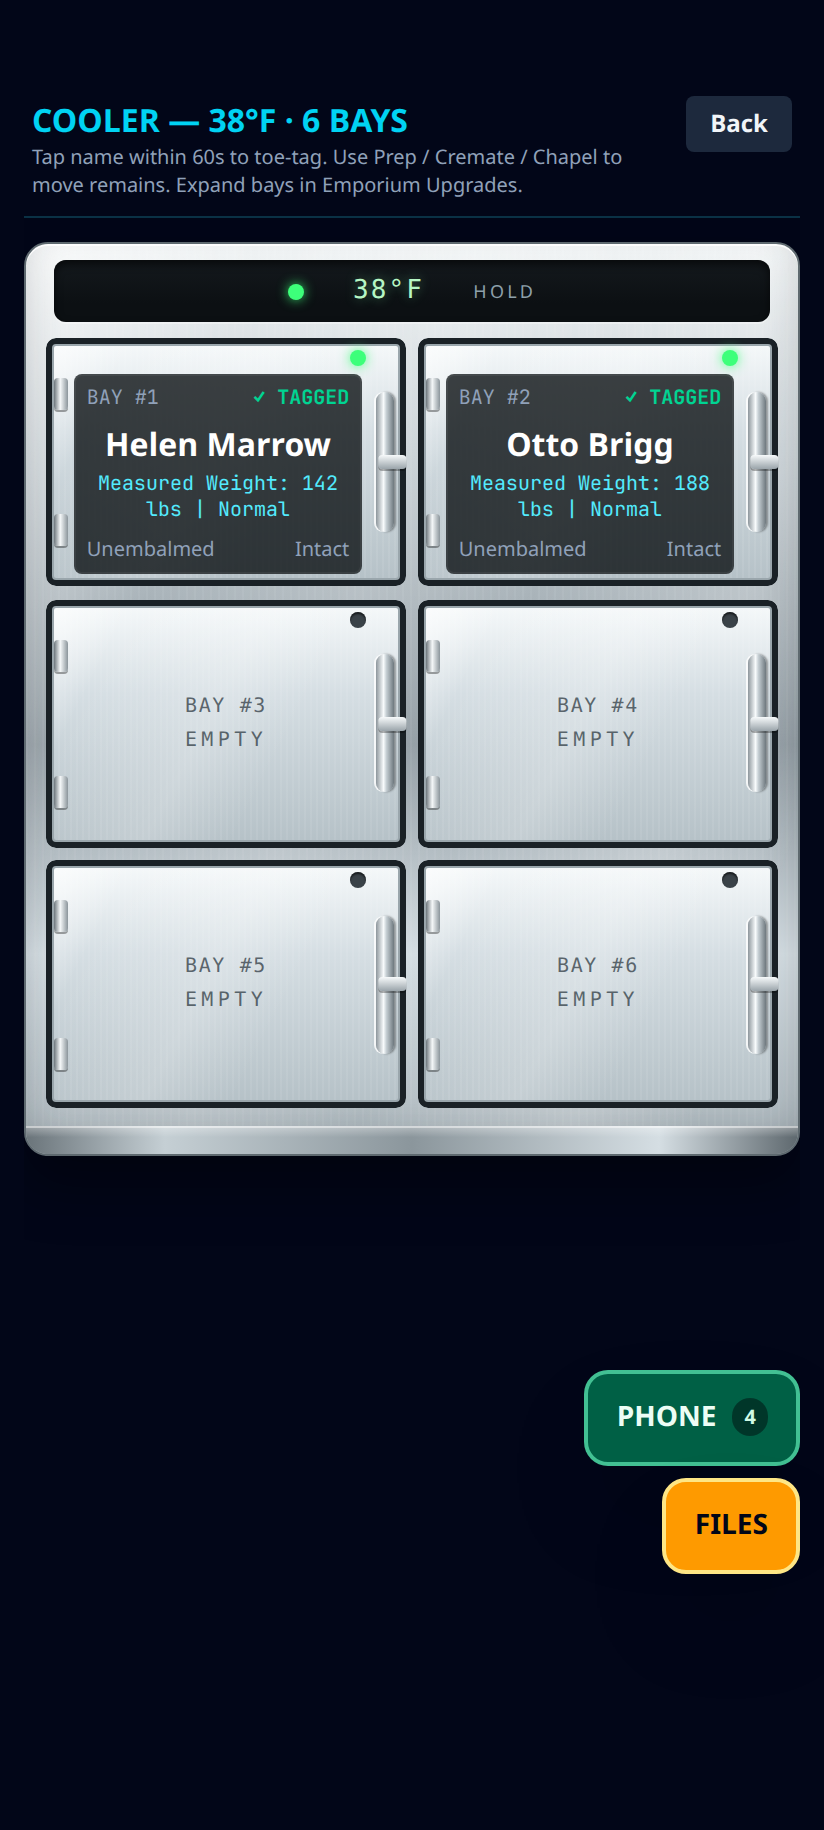 COOLER — 38°F · 6 BAYS
Back
Tap name within 60s to toe-tag. Use Prep / Cremate / Chapel to
move remains. Expand bays in Emporium Upgrades.
38°F HOLD
BAY #1 ✓ TAGGED
Helen Marrow
Measured Weight: 142
lbs | Normal
Unembalmed Intact
BAY #2 ✓ TAGGED
Otto Brigg
Measured Weight: 188
lbs | Normal
Unembalmed Intact
BAY #3
EMPTY
BAY #4
EMPTY
BAY #5
EMPTY
BAY #6
EMPTY
PHONE 4
FILES